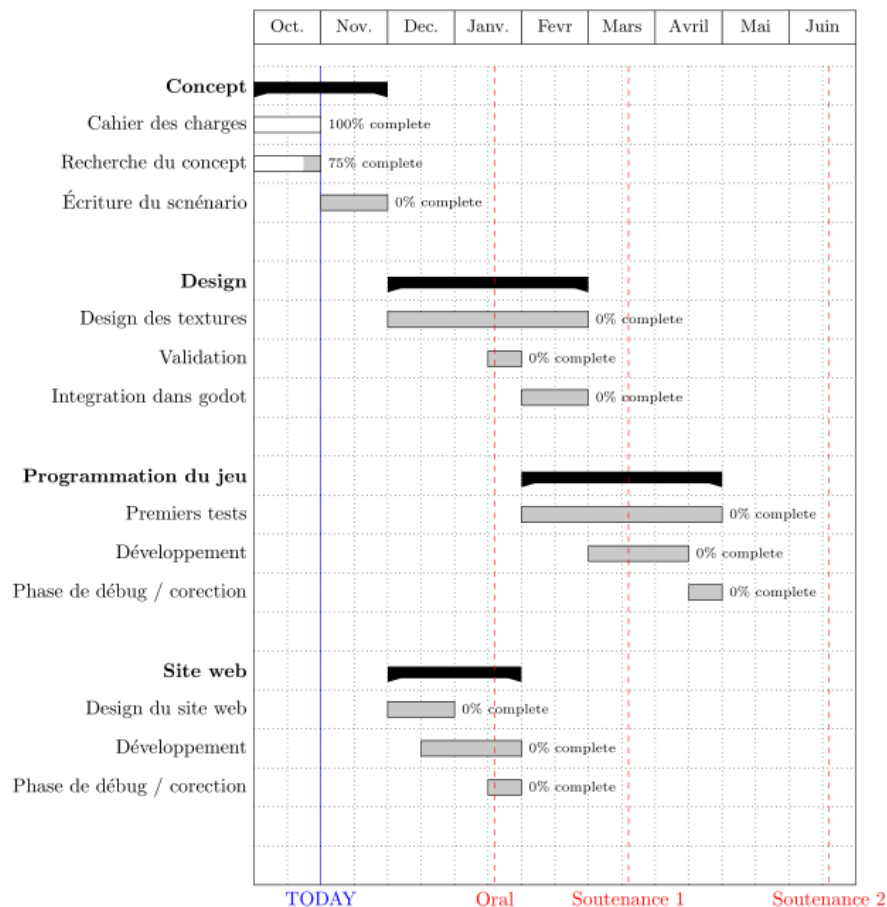 Oct. Nov. Dec. Janv. Fevr Mars Avril Mai Juin
Concept
Cahier des charges 100% complete
Recherche du concept 75% complete
Écriture du scnénario 0% complete
Design
Design des textures 0% complete
Validation 0% complete
Integration dans godot 0% complete
Programmation du jeu
Premiers tests 0% complete
Développement 0% complete
Phase de débug / corection 0% complete
Site web
Design du site web 0% complete
Développement 0% complete
Phase de débug / corection 0% complete
TODAY Oral Soutenance 1 Soutenance 2